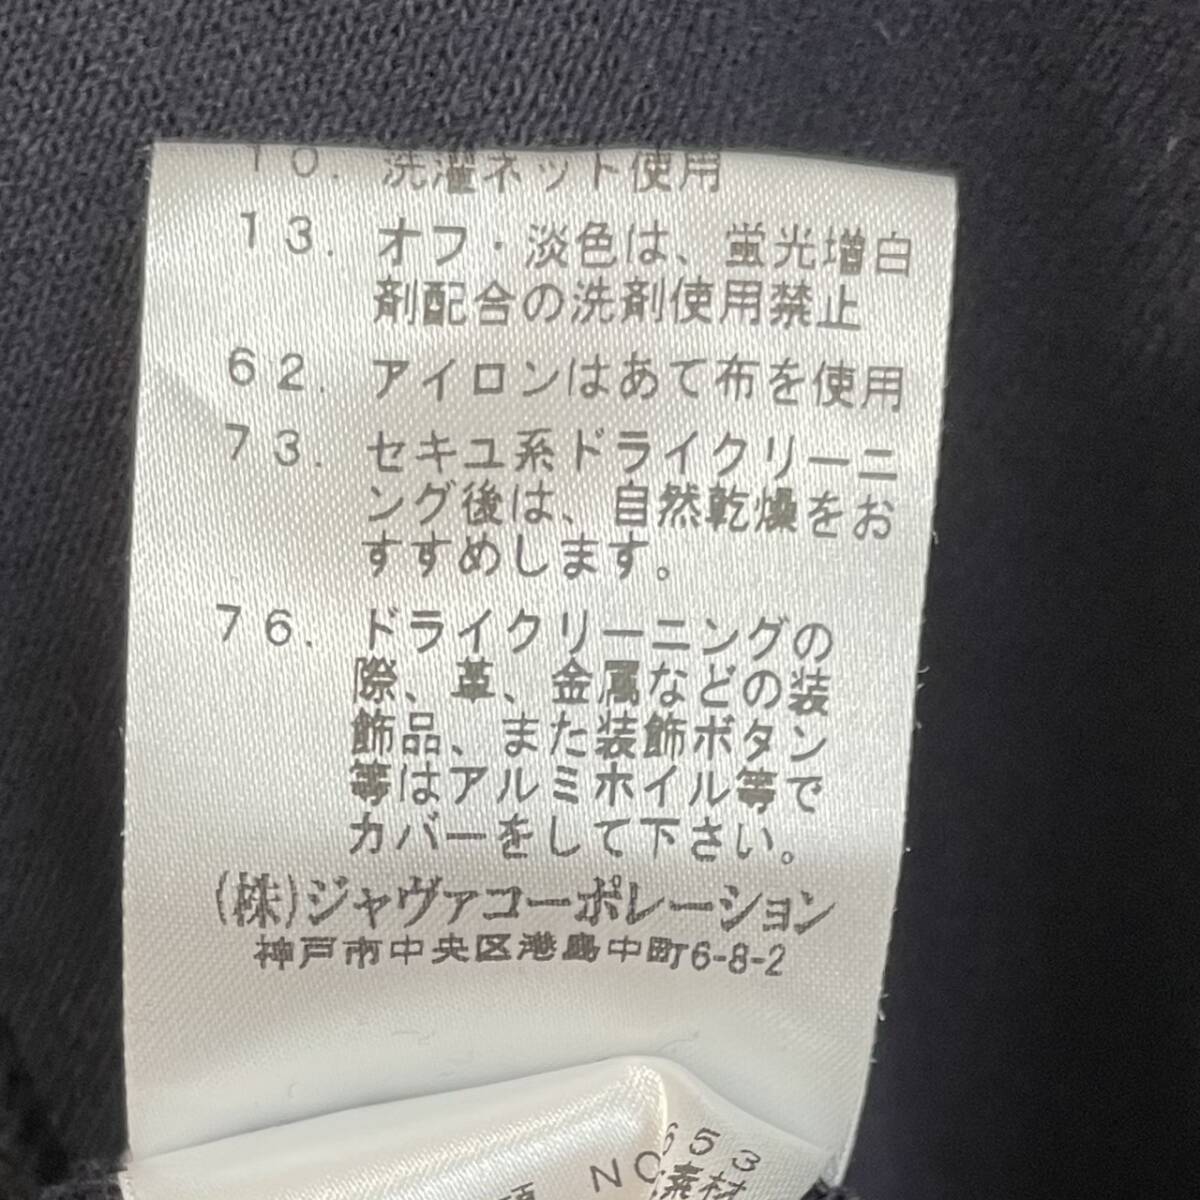 10. 洗濯ネット使用
13. オフ・淡色は、蛍光増白
剤配合の洗剤使用禁止
62. アイロンはあて布を使用
73. セキユ系ドライクリーニ
ング後は、自然乾燥をお
すすめします。
76. ドライクリーニングの
際、革、金属などの装
飾品、また装飾ボタン
等はアルミホイル等で
カバーをして下さい。
(株)ジャヴァコーポレーション
神戸市中央区港島中町6-8-2
653
NO
素材